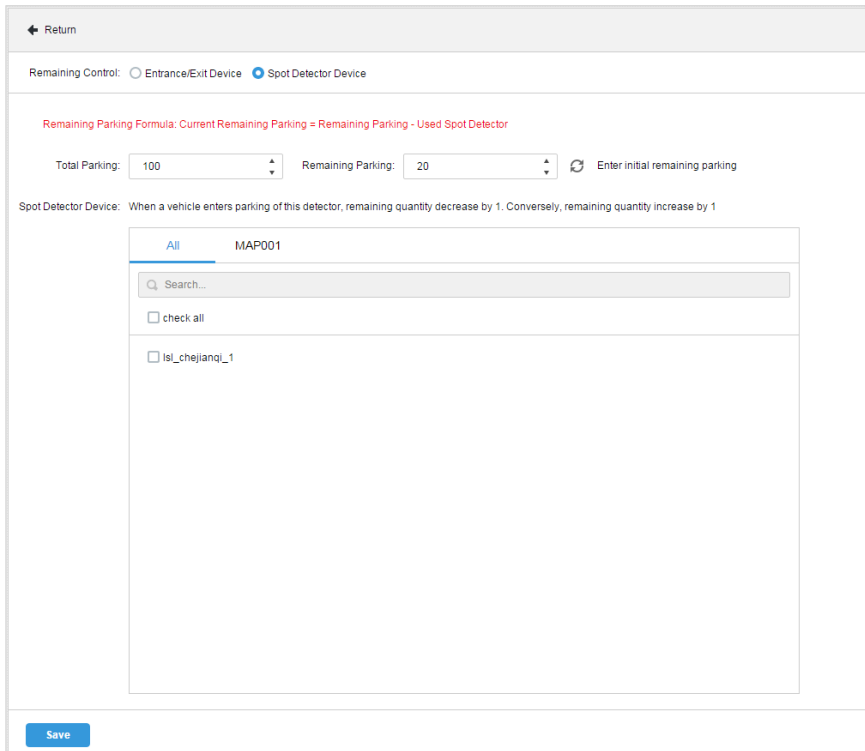 Return
Remaining Control: Entrance/Exit Device Spot Detector Device
Remaining Parking Formula: Current Remaining Parking = Remaining Parking - Used Spot Detector
Total Parking: 100 Remaining Parking: 20 Enter initial remaining parking
Spot Detector Device: When a vehicle enters parking of this detector, remaining quantity decrease by 1. Conversely, remaining quantity increase by 1
All MAP001
Search...
check all
lsl_chejianqi_1
Save